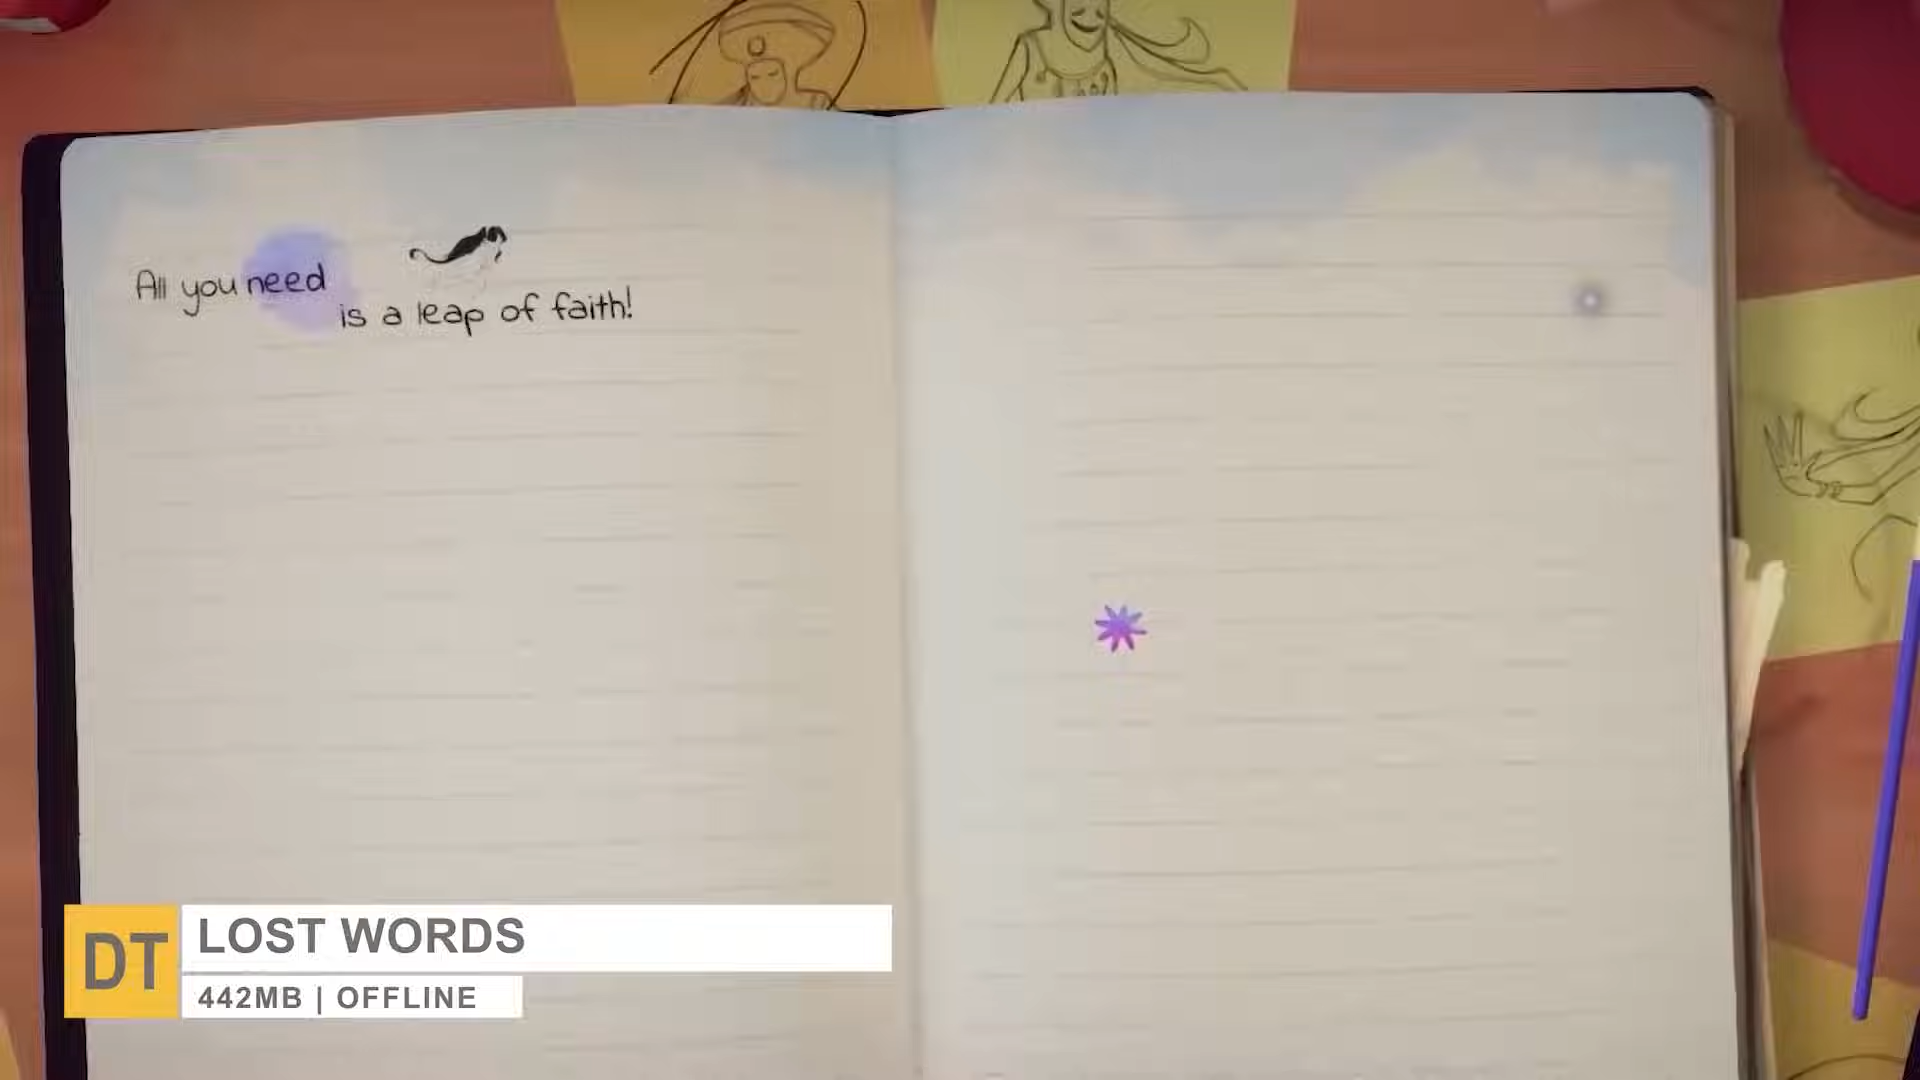 All you need
is a leap of faith!
DT
LOST WORDS
442MB | OFFLINE